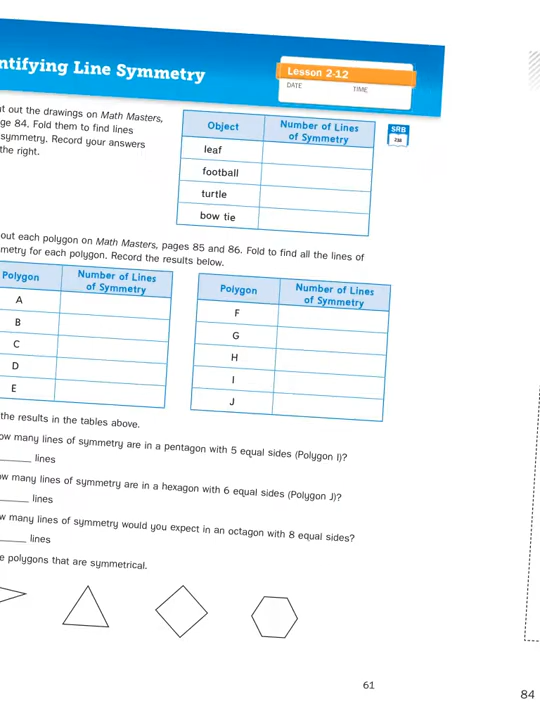 ntifying Line Symmetry
Lesson 2-12
DATE TIME
ut out the drawings on Math Masters,
ge 84. Fold them to find lines
symmetry. Record your answers
the right.
Object Number of Lines of Symmetry
SRB
leaf
football
turtle
bow tie
out each polygon on Math Masters, pages 85 and 86. Fold to find all the lines of
metry for each polygon. Record the results below.
Polygon Number of Lines of Symmetry
A
B
C
D
E
Polygon Number of Lines of Symmetry
F
G
H
I
J
the results in the tables above.
ow many lines of symmetry are in a pentagon with 5 equal sides (Polygon I)?
lines
ow many lines of symmetry are in a hexagon with 6 equal sides (Polygon J)?
lines
w many lines of symmetry would you expect in an octagon with 8 equal sides?
lines
e polygons that are symmetrical.
61
84